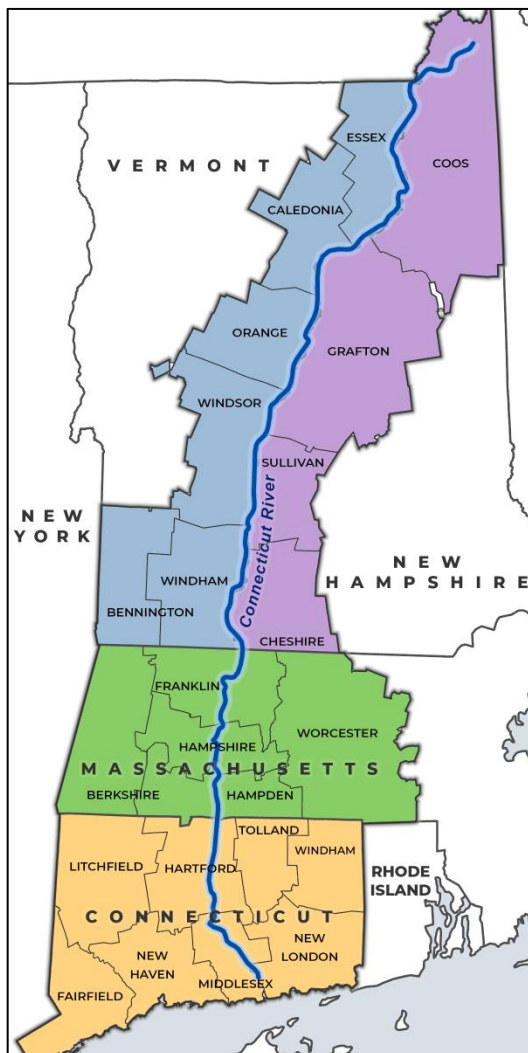 ESSEX
VERMONT
COOS
CALEDONIA
ORANGE
GRAFTON
WINDSOR
SULLIVAN
Connecticut River
NEW
YORK
NEW
HAMPSHIRE
WINDHAM
BENNINGTON
CHESHIRE
FRANKLIN
WORCESTER
HAMPSHIRE
MASSACHUSETTS
BERKSHIRE
HAMPDEN
TOLLAND
WINDHAM
LITCHFIELD
HARTFORD
RHODE
ISLAND
CONNECTICUT
NEW
HAVEN
NEW
LONDON
MIDDLESEX
FAIRFIELD